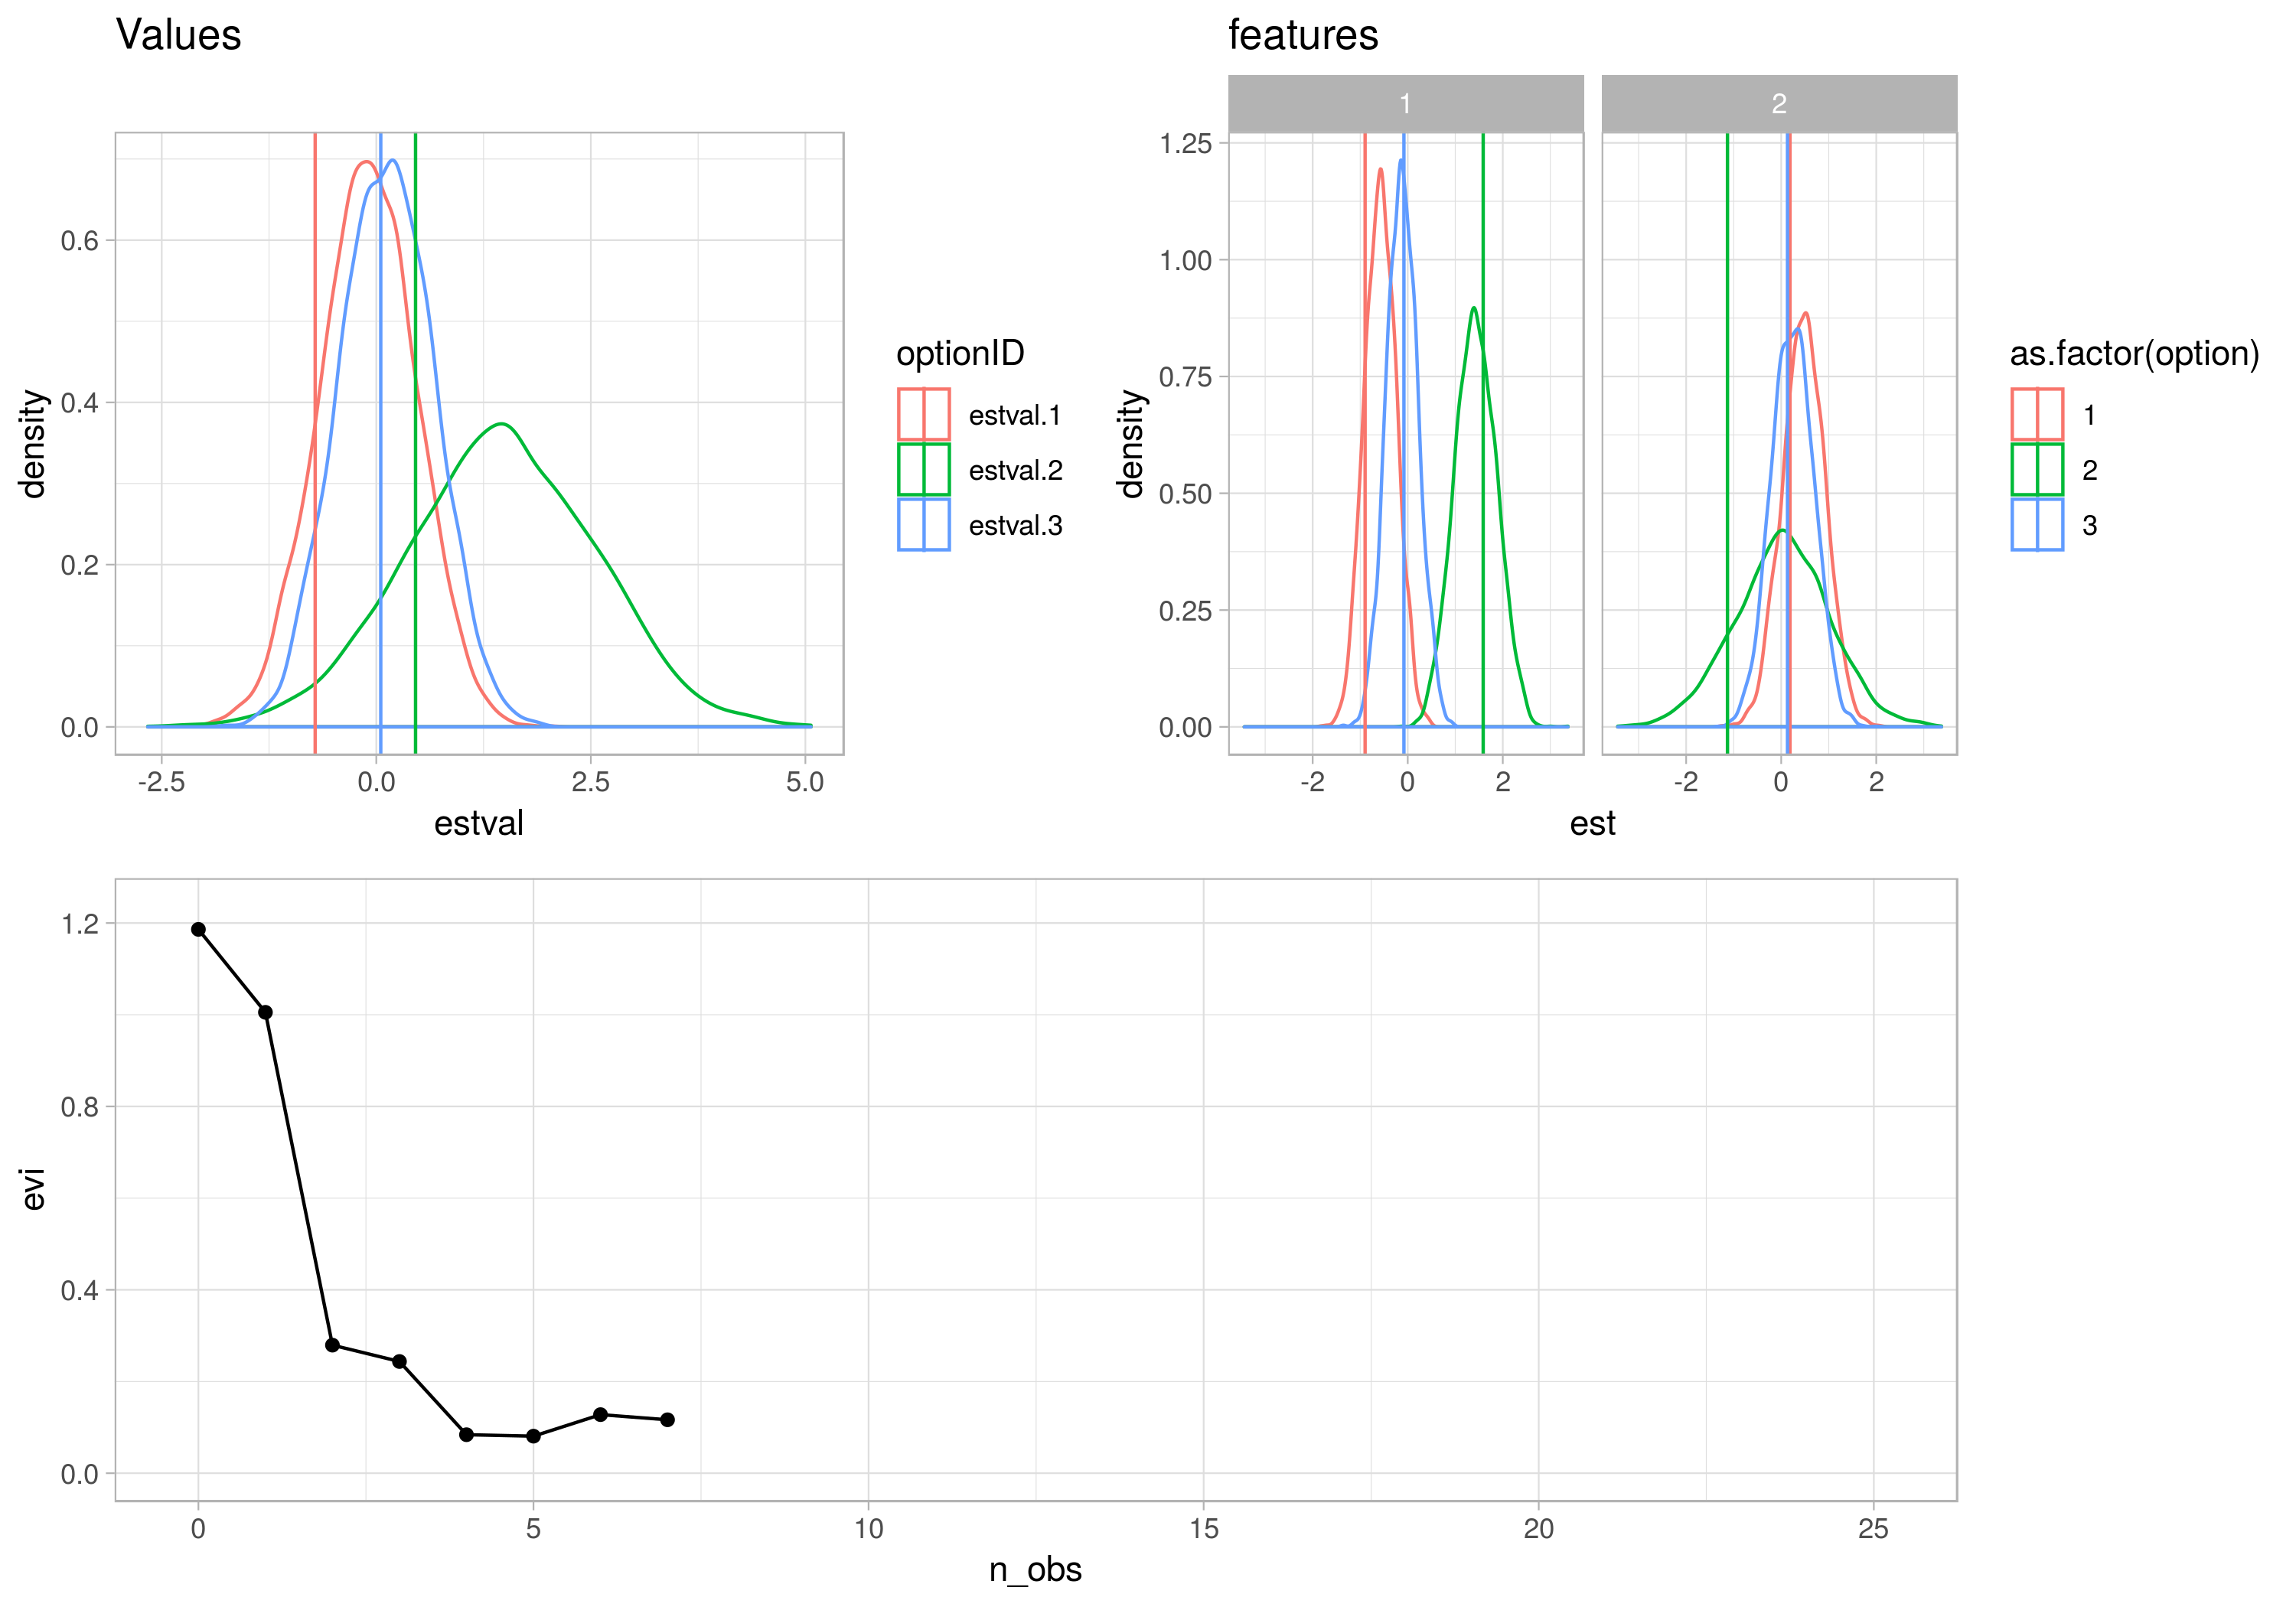 Values
density
0.6
0.4
0.2
0.0
-2.5 0.0 2.5 5.0
estval
optionID
estval.1
estval.2
estval.3
features
1 2
density
1.25
1.00
0.75
0.50
0.25
0.00
-2 0 2 -2 0 2
est
as.factor(option)
1
2
3
evi
1.2
0.8
0.4
0.0
0 5 10 15 20 25
n_obs